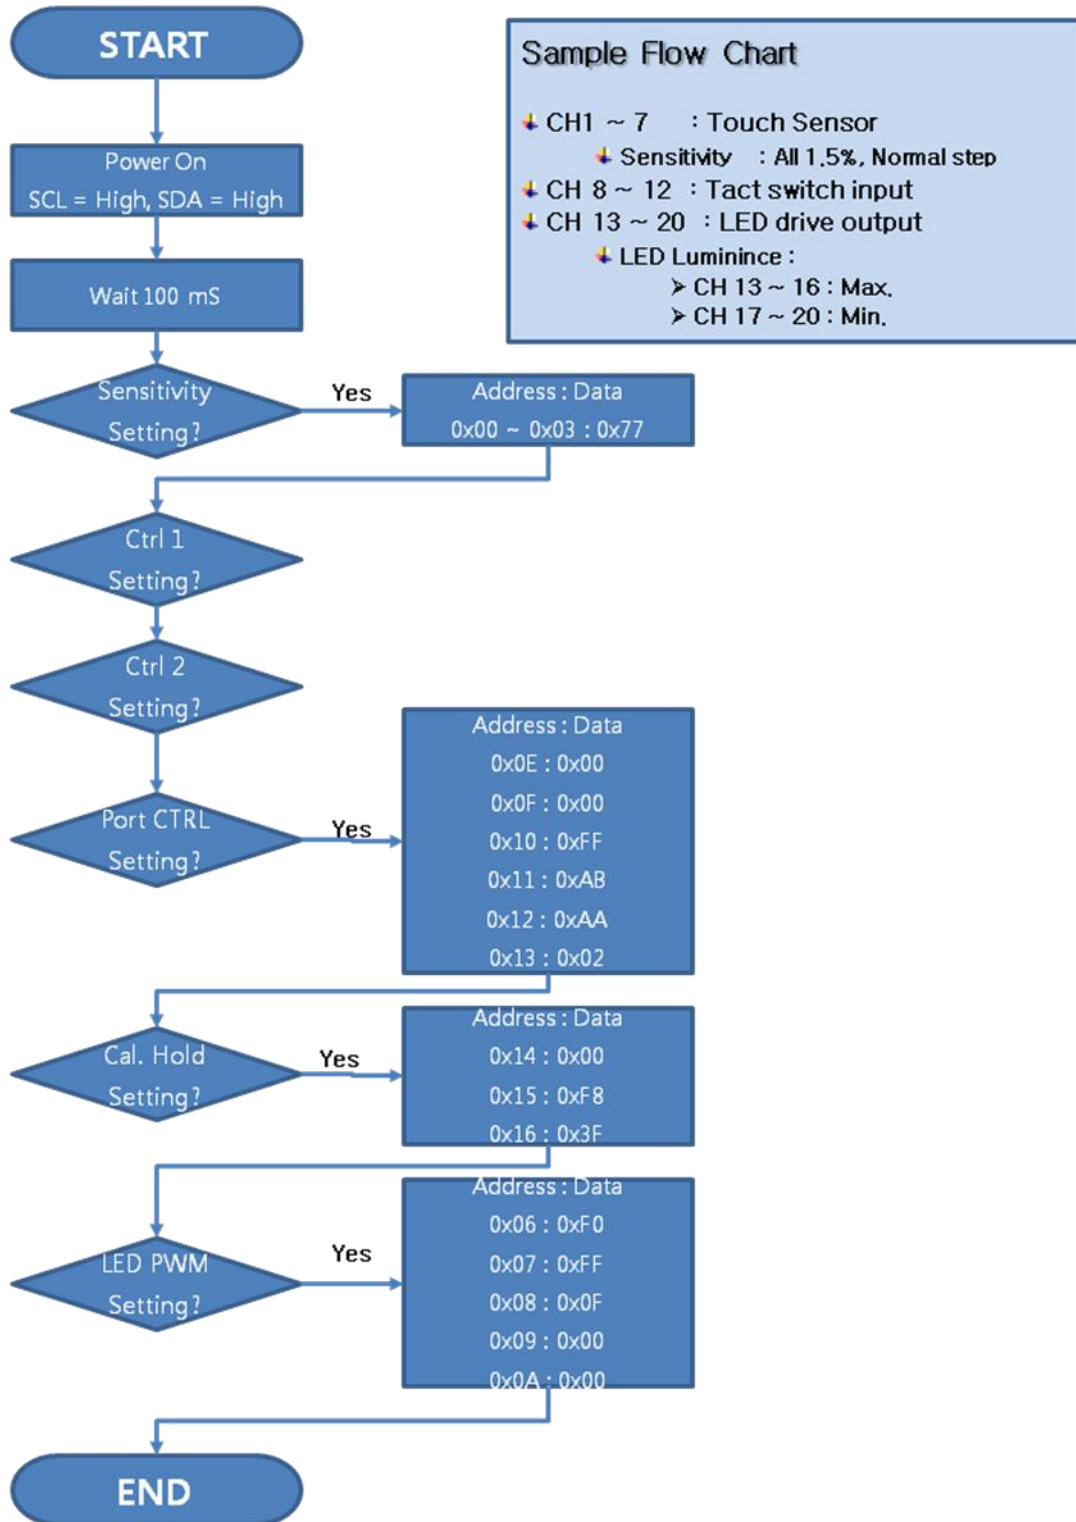 START
Power On
SCL = High, SDA = High
Wait 100 mS
Sensitivity
Setting?
Yes
Address : Data
0x00 ~ 0x03 : 0x77
Ctrl 1
Setting?
Ctrl 2
Setting?
Port CTRL
Setting?
Yes
Address : Data
0x0E : 0x00
0x0F : 0x00
0x10 : 0xFF
0x11 : 0xAB
0x12 : 0xAA
0x13 : 0x02
Cal. Hold
Setting?
Yes
Address : Data
0x14 : 0x00
0x15 : 0xF8
0x16 : 0x3F
LED PWM
Setting?
Yes
Address : Data
0x06 : 0xF0
0x07 : 0xFF
0x08 : 0x0F
0x09 : 0x00
0x0A : 0x00
END
Sample Flow Chart
CH1 ~ 7 : Touch Sensor
Sensitivity : All 1.5%, Normal step
CH 8 ~ 12 : Tact switch input
CH 13 ~ 20 : LED drive output
LED Luminince :
CH 13 ~ 16 : Max.
CH 17 ~ 20 : Min.